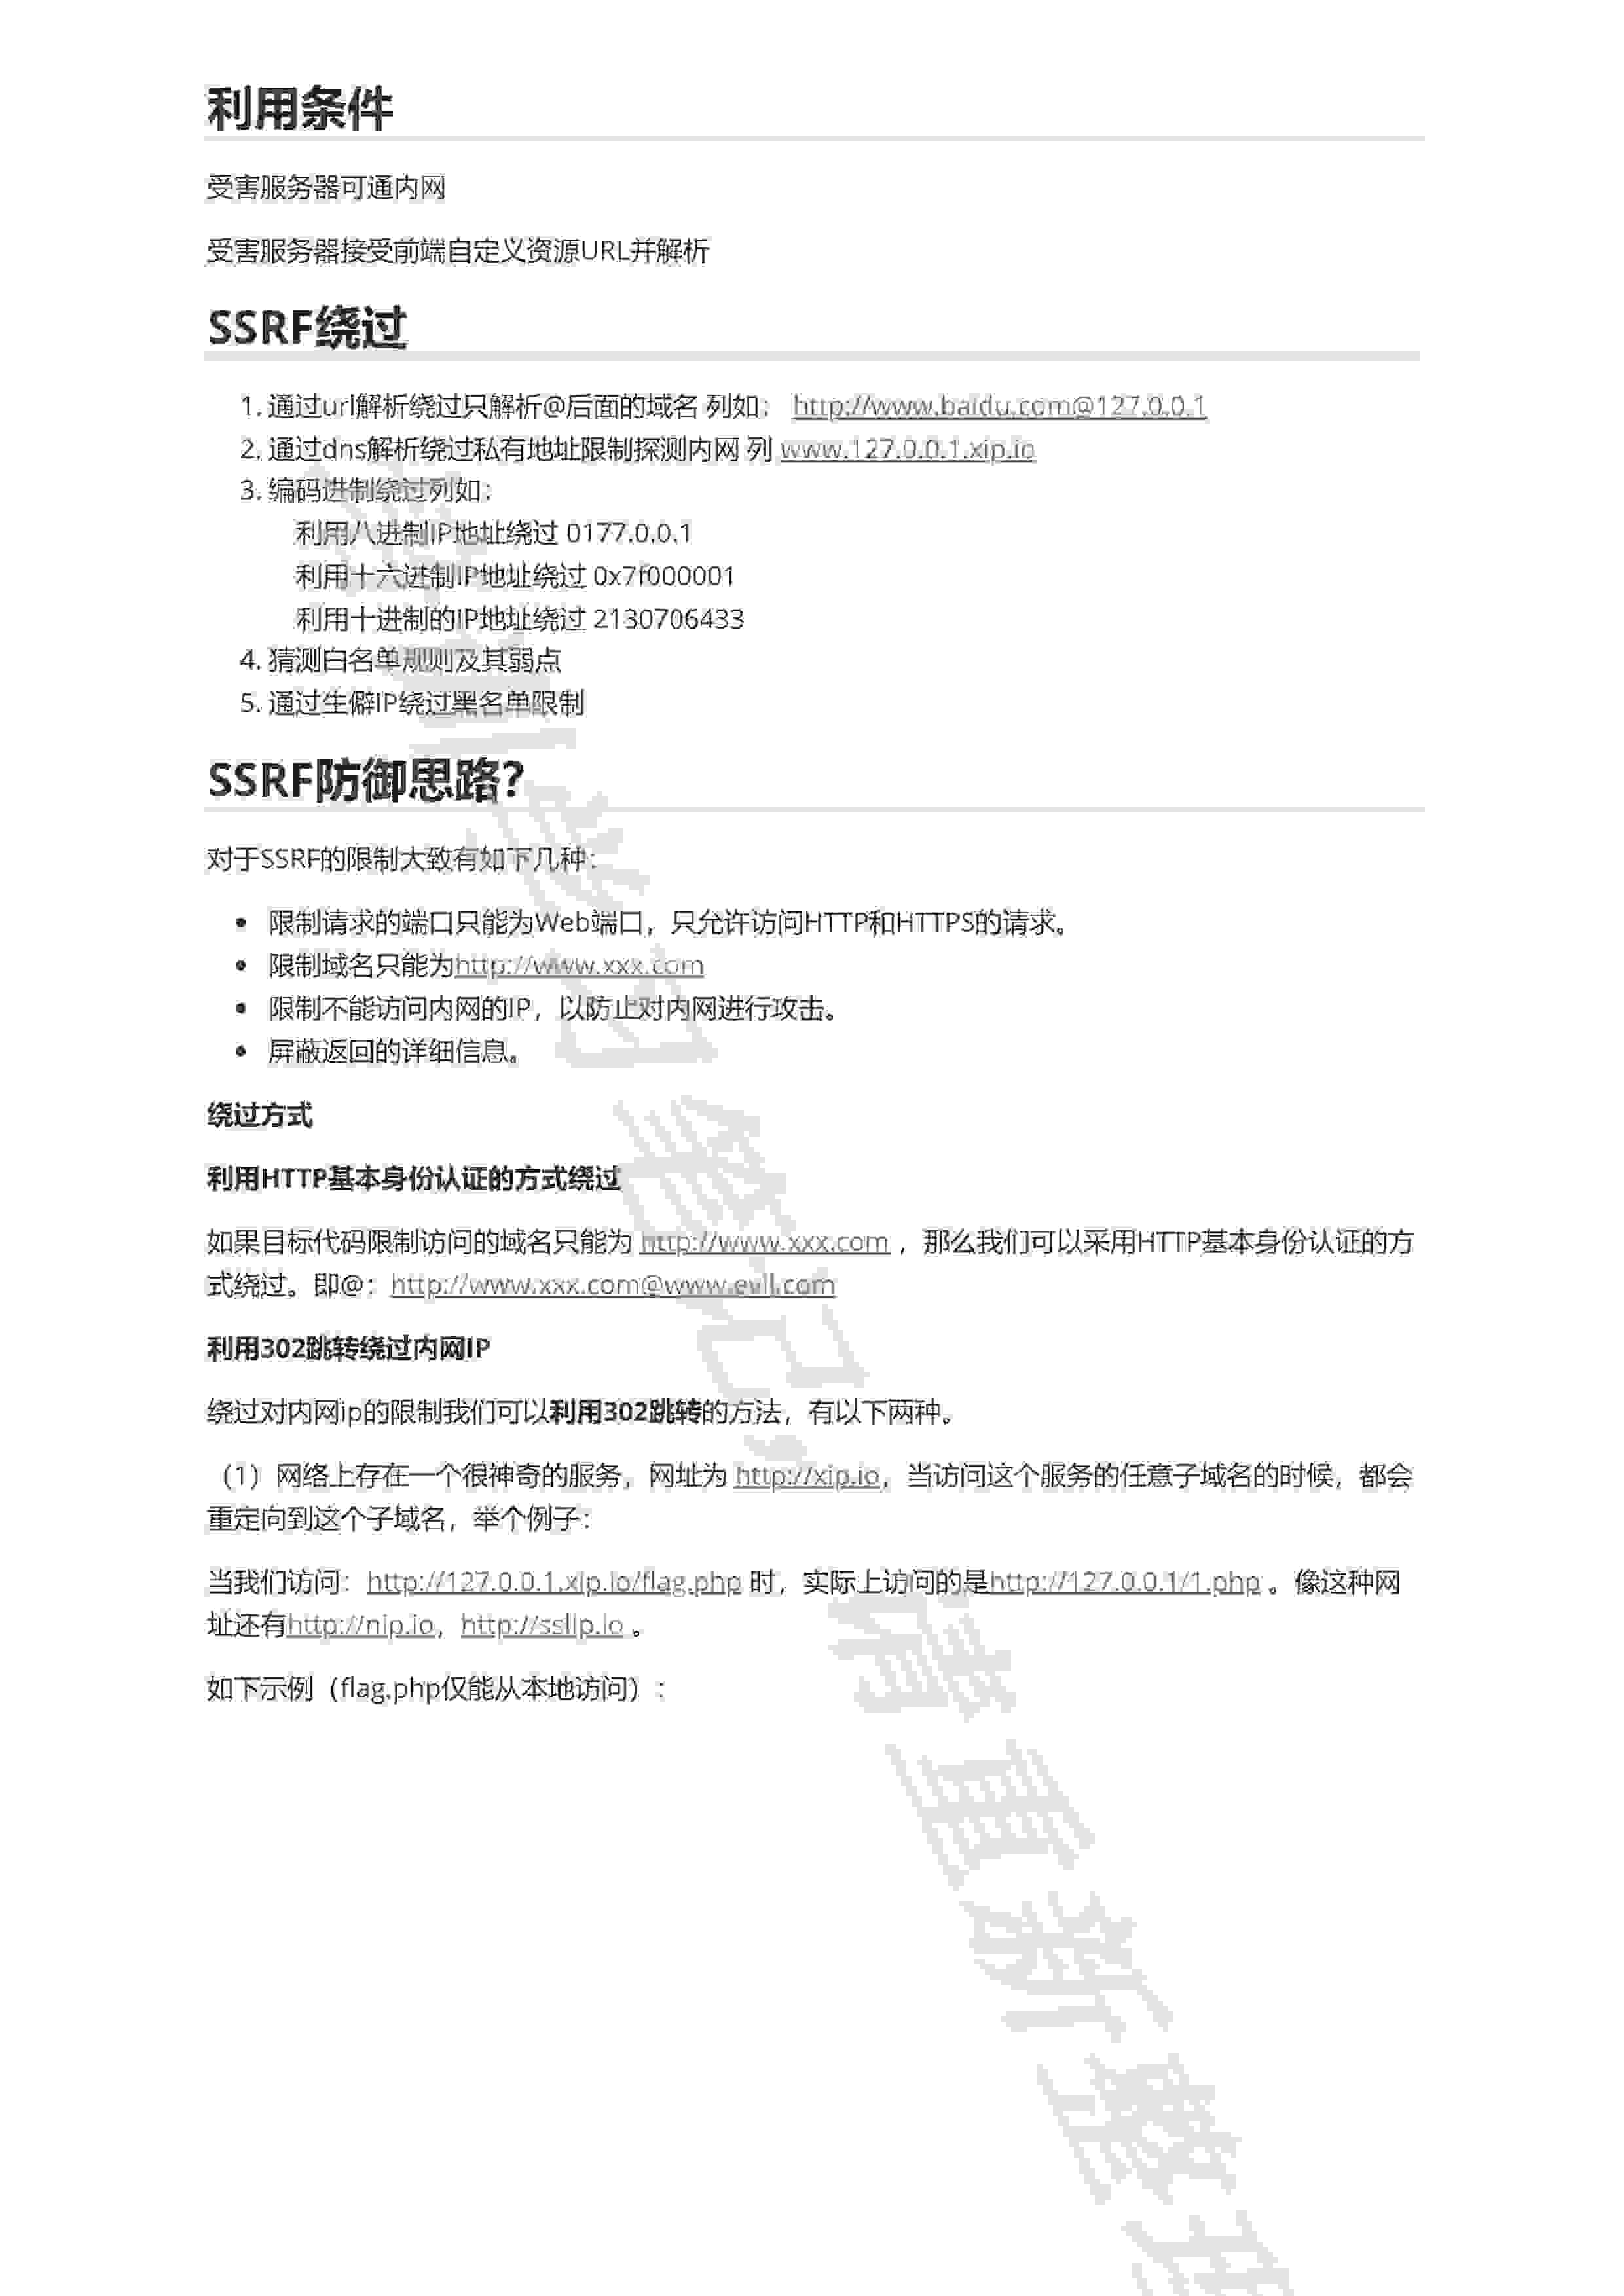 利用条件
受害服务器可通内网
受害服务器接受前端自定义资源URL并解析
SSRF绕过
1. 通过url解析绕过只解析@后面的域名 列如： http://www.baidu.com@127.0.0.1
2. 通过dns解析绕过私有地址限制探测内网 列 www.127.0.0.1.xip.io
3. 编码进制绕过列如：
利用八进制IP地址绕过 0177.0.0.1
利用十六进制IP地址绕过 0x7f000001
利用十进制的IP地址绕过 2130706433
4. 猜测白名单规则及其弱点
5. 通过生僻IP绕过黑名单限制
SSRF防御思路？
对于SSRF的限制大致有如下几种：
• 限制请求的端口只能为Web端口，只允许访问HTTP和HTTPS的请求。
• 限制域名只能为http://www.xxx.com
• 限制不能访问内网的IP，以防止对内网进行攻击。
• 屏蔽返回的详细信息。
绕过方式
利用HTTP基本身份认证的方式绕过
如果目标代码限制访问的域名只能为 http://www.xxx.com ，那么我们可以采用HTTP基本身份认证的方
式绕过。即@：http://www.xxx.com@www.evil.com
利用302跳转绕过内网IP
绕过对内网ip的限制我们可以利用302跳转的方法，有以下两种。
（1）网络上存在一个很神奇的服务，网址为 http://xip.io，当访问这个服务的任意子域名的时候，都会
重定向到这个子域名，举个例子：
当我们访问：http://127.0.0.1.xip.io/flag.php 时，实际上访问的是http://127.0.0.1/1.php 。像这种网
址还有http://nip.io，http://sslip.io 。
如下示例（flag.php仅能从本地访问）：
培训学习笔记，请重新整理